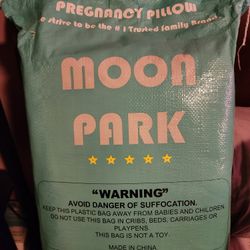 PREGNANCY PILLOW
e strive to be the #1 Trusted family Brand
MOON
PARK
"WARNING"
AVOID DANGER OF SUFFOCATION.
KEEP THIS PLASTIC BAG AWAY FROM BABIES AND CHILDREN
DO NOT USE THIS BAG IN CRIBS, BEDS, CARRIAGES OR
PLAYPENS.
THIS BAG IS NOT A TOY.
MADE IN CHINA